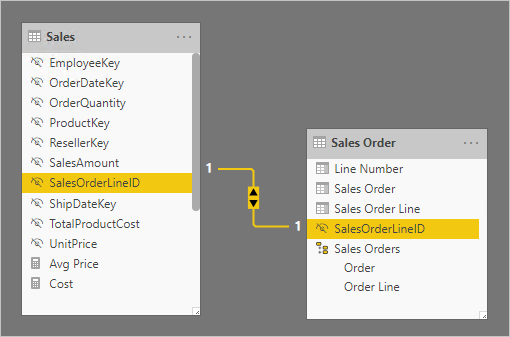 Sales
EmployeeKey
OrderDateKey
OrderQuantity
ProductKey
ResellerKey
SalesAmount
SalesOrderLineID
ShipDateKey
TotalProductCost
UnitPrice
Avg Price
Cost
1
1
Sales Order
Line Number
Sales Order
Sales Order Line
SalesOrderLineID
Sales Orders
Order
Order Line